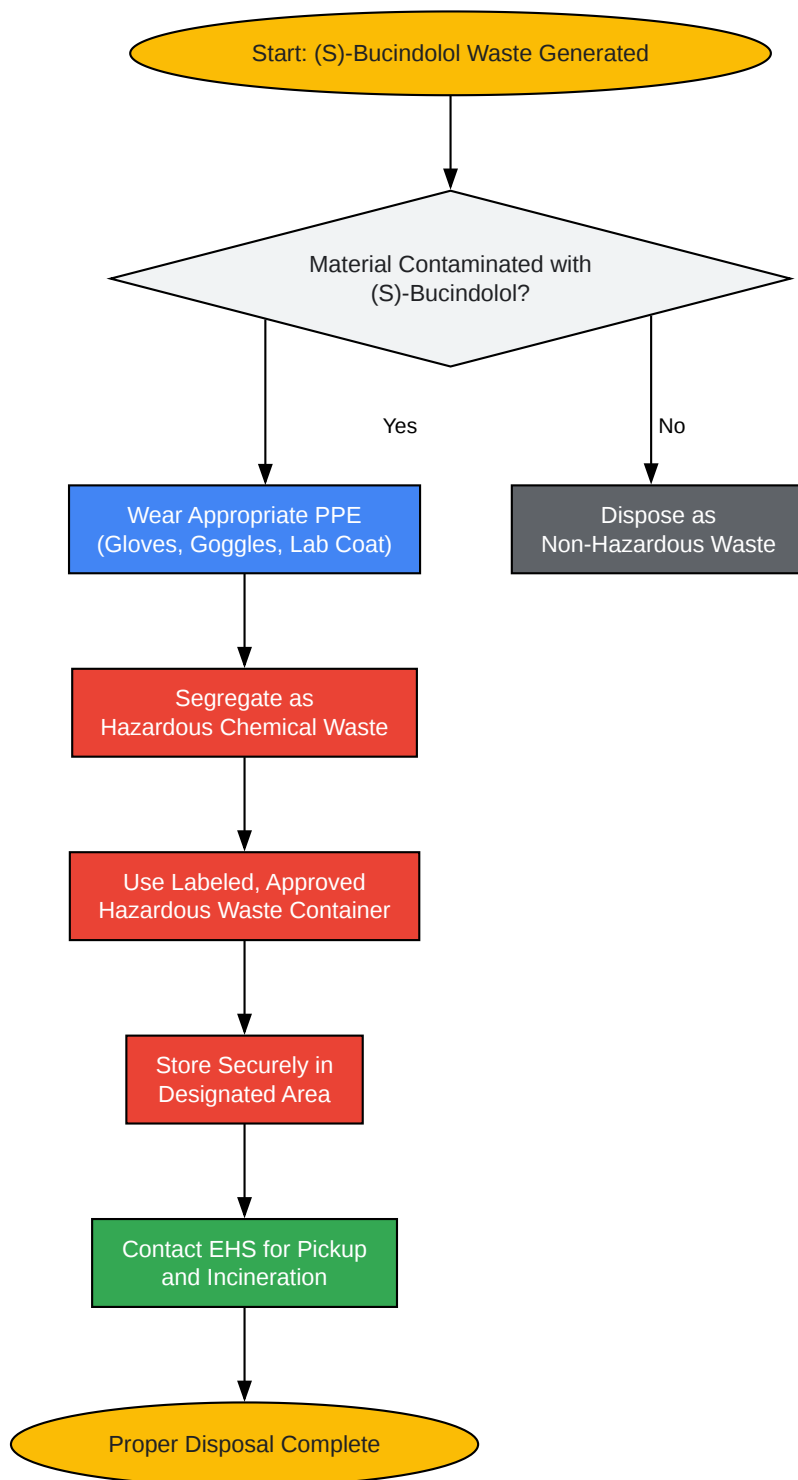 Start: (S)-Bucindolol Waste Generated
Material Contaminated with
(S)-Bucindolol?
Yes
No
Wear Appropriate PPE
(Gloves, Goggles, Lab Coat)
Dispose as
Non-Hazardous Waste
Segregate as
Hazardous Chemical Waste
Use Labeled, Approved
Hazardous Waste Container
Store Securely in
Designated Area
Contact EHS for Pickup
and Incineration
Proper Disposal Complete